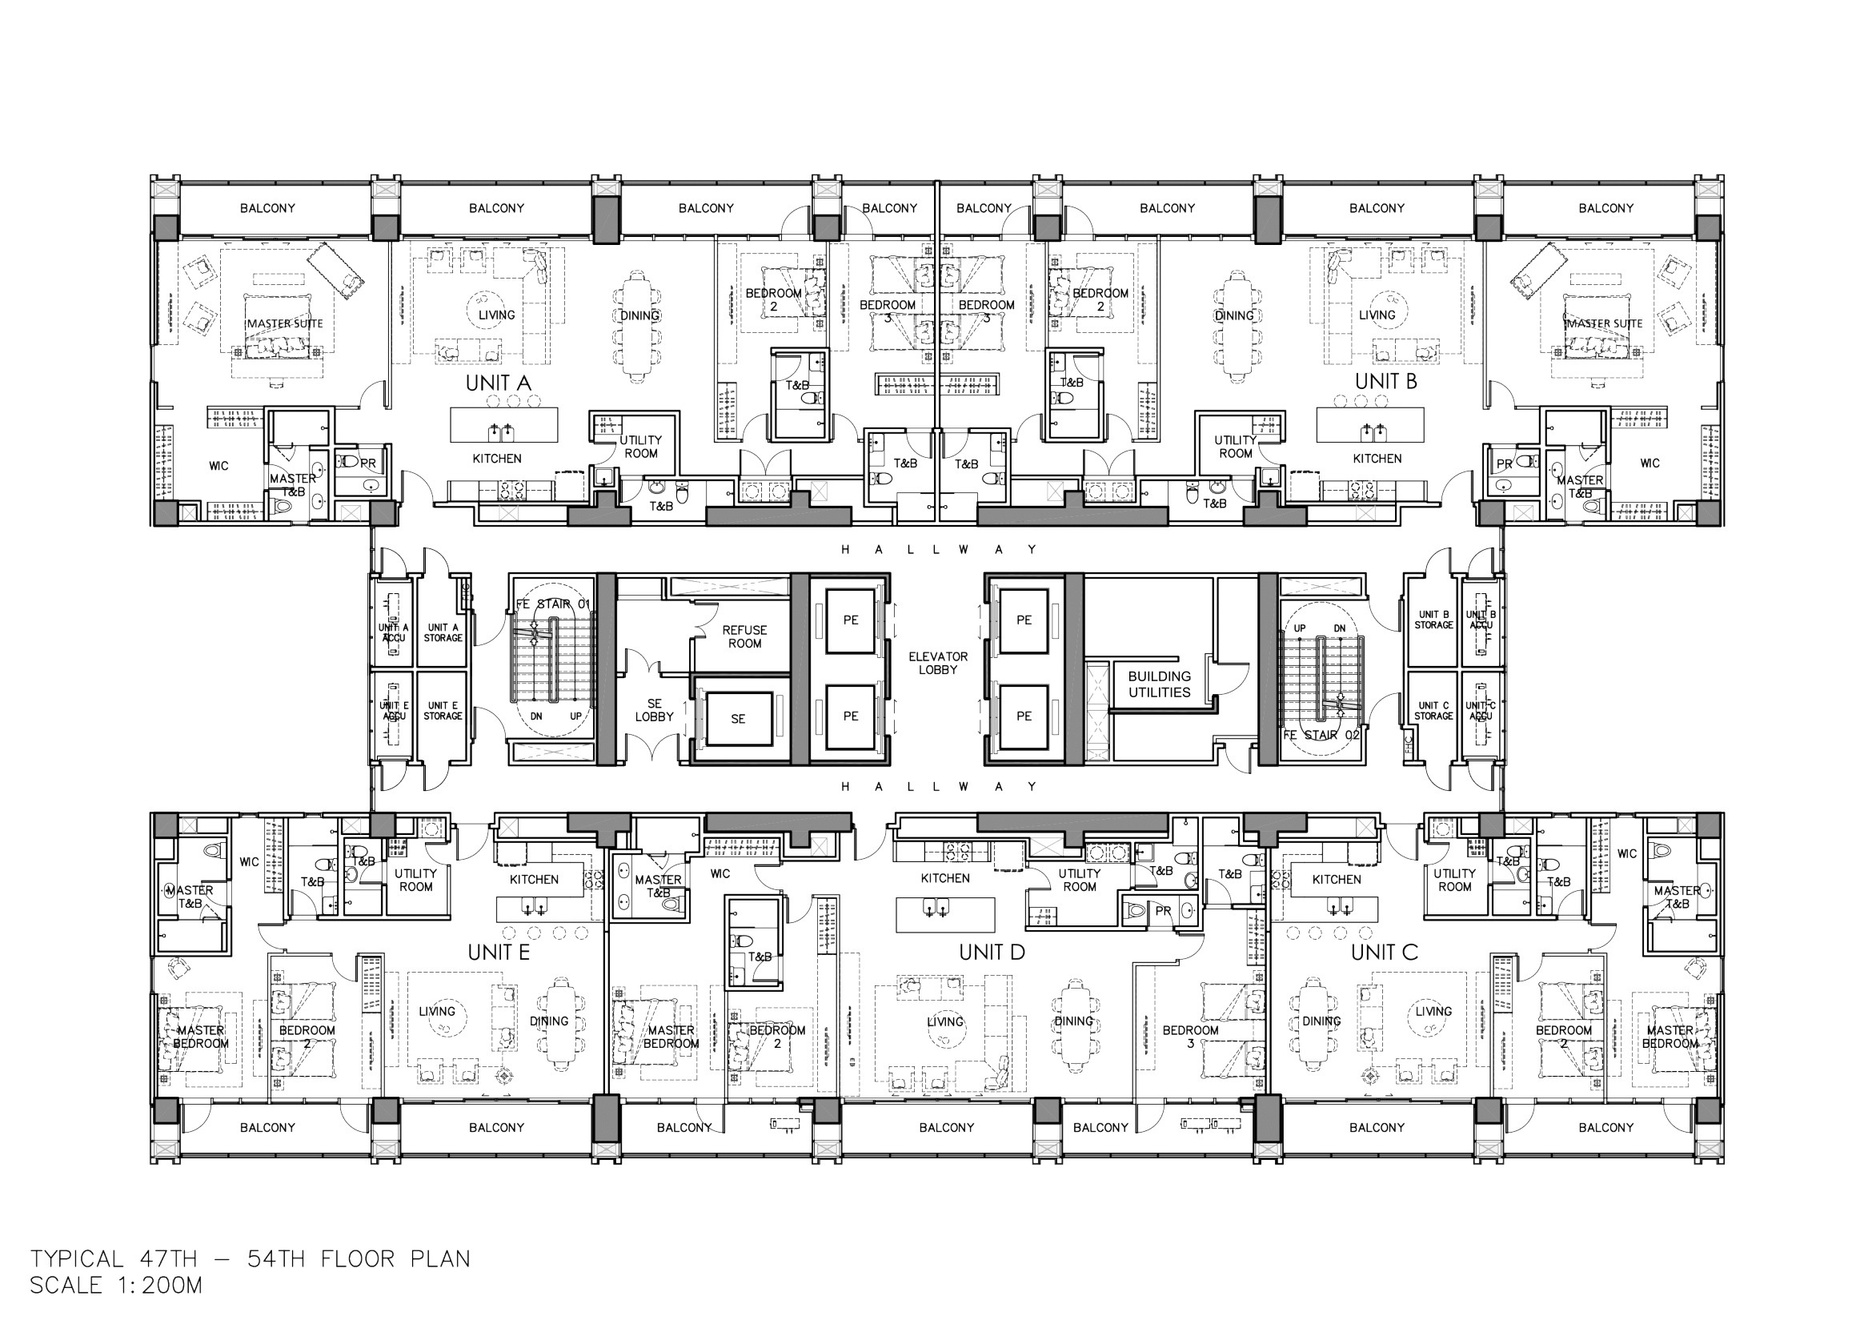 BALCONY
BALCONY
BALCONY
BALCONY
BALCONY
BALCONY
BALCONY
BALCONY
MASTER SUITE
LIVING
DINING
BEDROOM
2
BEDROOM
3
BEDROOM
3
BEDROOM
2
DINING
LIVING
MASTER SUITE
UNIT A
T&B
T&B
UNIT B
WIC
MASTER
T&B
PR
KITCHEN
UTILITY
ROOM
T&B
T&B
T&B
T&B
UTILITY
ROOM
KITCHEN
PR
MASTER
T&B
WIC
HALLWAY
UNIT A
ACCU
UNIT A
STORAGE
FHC
FE STAIR 01
REFUSE
ROOM
PE
PE
UP
DN
UNIT B
STORAGE
UNIT B
ACCU
ELEVATOR
LOBBY
BUILDING
UTILITIES
UNIT E
ACCU
UNIT E
STORAGE
DN
UP
SE
LOBBY
SE
PE
PE
FE STAIR 02
UNIT C
STORAGE
FHC
UNIT C
ACCU
HALLWAY
MASTER
T&B
WIC
T&B
T&B
UTILITY
ROOM
KITCHEN
MASTER
T&B
WIC
KITCHEN
UTILITY
ROOM
T&B
T&B
PR
KITCHEN
UTILITY
ROOM
T&B
T&B
WIC
MASTER
T&B
UNIT E
T&B
UNIT D
UNIT C
MASTER
BEDROOM
BEDROOM
2
LIVING
DINING
MASTER
BEDROOM
BEDROOM
2
LIVING
DINING
BEDROOM
3
DINING
LIVING
BEDROOM
2
MASTER
BEDROOM
BALCONY
BALCONY
BALCONY
BALCONY
BALCONY
BALCONY
BALCONY
TYPICAL 47TH – 54TH FLOOR PLAN
SCALE 1:200M